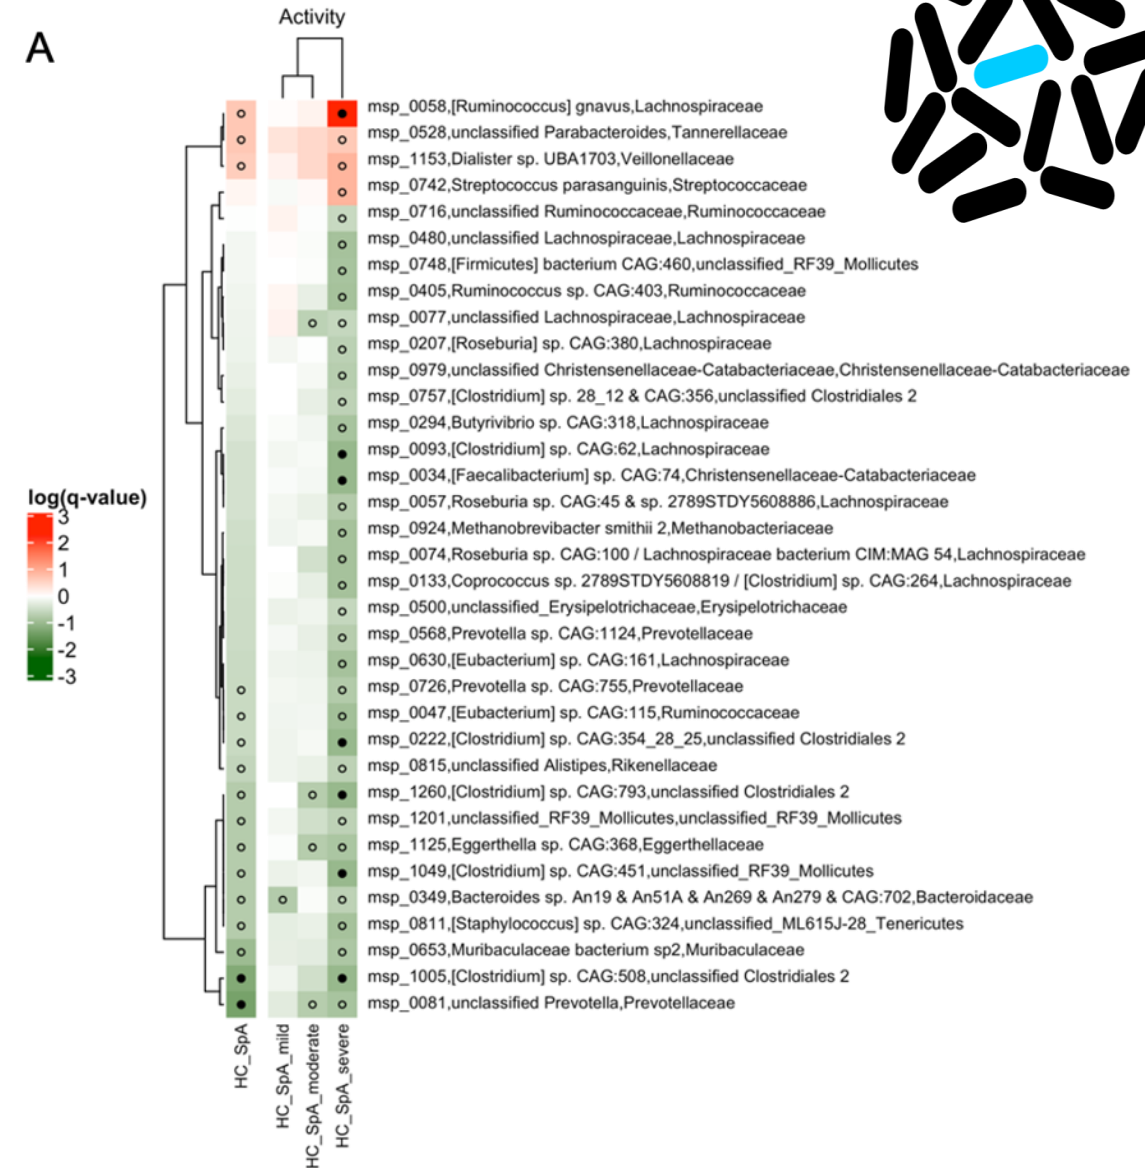 A
Activity
msp_0058,[Ruminococcus] gnavus,Lachnospiraceae
msp_0528,unclassified Parabacteroides,Tannerellaceae
msp_1153,Dialister sp. UBA1703,Veillonellaceae
msp_0742,Streptococcus parasanguinis,Streptococcaceae
msp_0716,unclassified Ruminococcaceae,Ruminococcaceae
msp_0480,unclassified Lachnospiraceae,Lachnospiraceae
msp_0748,[Firmicutes] bacterium CAG:460,unclassified_RF39_Mollicutes
msp_0405,Ruminococcus sp. CAG:403,Ruminococcaceae
msp_0077,unclassified Lachnospiraceae,Lachnospiraceae
msp_0207,[Roseburia] sp. CAG:380,Lachnospiraceae
msp_0979,unclassified Christensenellaceae-Catabacteriaceae,Christensenellaceae-Catabacteriaceae
msp_0757,[Clostridium] sp. 28_12 & CAG:356,unclassified Clostridiales 2
msp_0294,Butyrivibrio sp. CAG:318,Lachnospiraceae
msp_0093,[Clostridium] sp. CAG:62,Lachnospiraceae
msp_0034,[Faecalibacterium] sp. CAG:74,Christensenellaceae-Catabacteriaceae
msp_0057,Roseburia sp. CAG:45 & sp. 2789STDY5608886,Lachnospiraceae
msp_0924,Methanobrevibacter smithii 2,Methanobacteriaceae
msp_0074,Roseburia sp. CAG:100 / Lachnospiraceae bacterium CIM:MAG 54,Lachnospiraceae
msp_0133,Coprococcus sp. 2789STDY5608819 / [Clostridium] sp. CAG:264,Lachnospiraceae
msp_0500,unclassified_Erysipelotrichaceae,Erysipelotrichaceae
msp_0568,Prevotella sp. CAG:1124,Prevotellaceae
msp_0630,[Eubacterium] sp. CAG:161,Lachnospiraceae
msp_0726,Prevotella sp. CAG:755,Prevotellaceae
msp_0047,[Eubacterium] sp. CAG:115,Ruminococcaceae
msp_0222,[Clostridium] sp. CAG:354_28_25,unclassified Clostridiales 2
msp_0815,unclassified Alistipes,Rikenellaceae
msp_1260,[Clostridium] sp. CAG:793,unclassified Clostridiales 2
msp_1201,unclassified_RF39_Mollicutes,unclassified_RF39_Mollicutes
msp_1125,Eggerthella sp. CAG:368,Eggerthellaceae
msp_1049,[Clostridium] sp. CAG:451,unclassified_RF39_Mollicutes
msp_0349,Bacteroides sp. An19 & An51A & An269 & An279 & CAG:702,Bacteroidaceae
msp_0811,[Staphylococcus] sp. CAG:324,unclassified_ML615J-28_Tenericutes
msp_0653,Muribaculaceae bacterium sp2,Muribaculaceae
msp_1005,[Clostridium] sp. CAG:508,unclassified Clostridiales 2
msp_0081,unclassified Prevotella,Prevotellaceae
log(q-value)
3
2
1
0
-1
-2
-3
HC_SpA
HC_SpA_mild
HC_SpA_moderate
HC_SpA_severe